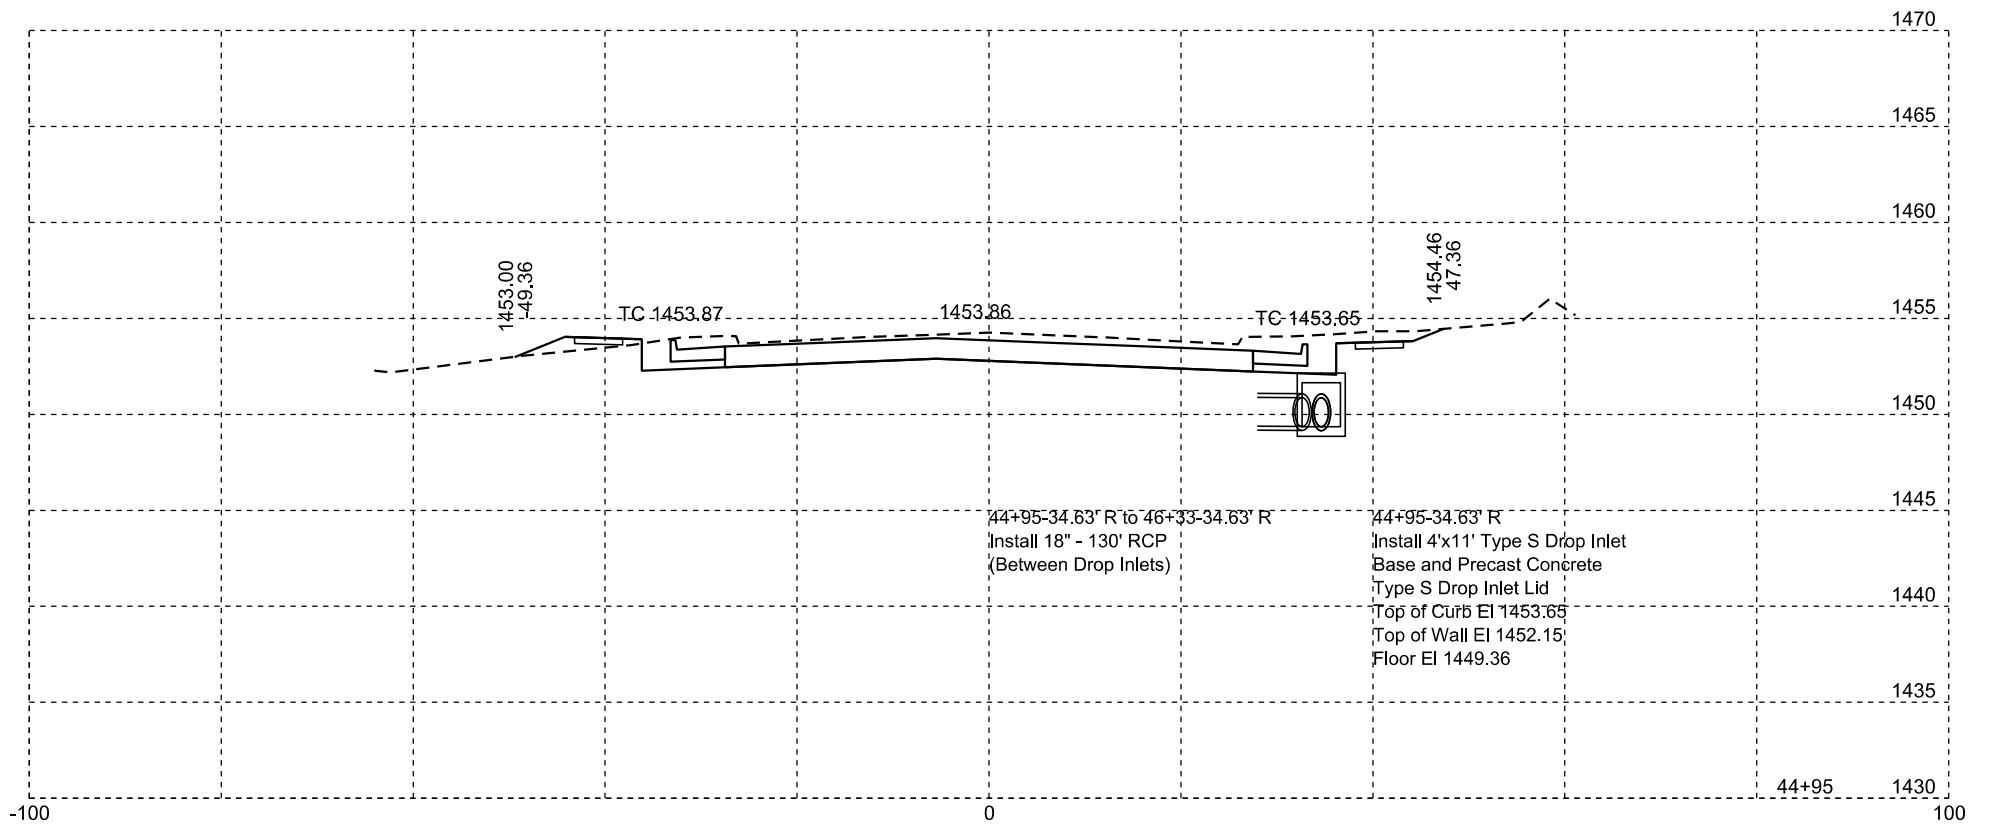 1470
1465
1460
1453.00
-49.36
1454.46
47.36
1455
TC 1453.87
1453.86
TC 1453.65
1450
1445
44+95-34.63' R to 46+33-34.63' R
Install 18" - 130' RCP
(Between Drop Inlets)
44+95-34.63' R
Install 4'x11' Type S Drop Inlet
Base and Precast Concrete
Type S Drop Inlet Lid
Top of Curb El 1453.65
Top of Wall El 1452.15
Floor El 1449.36
1440
1435
44+95
1430
-100
0
100